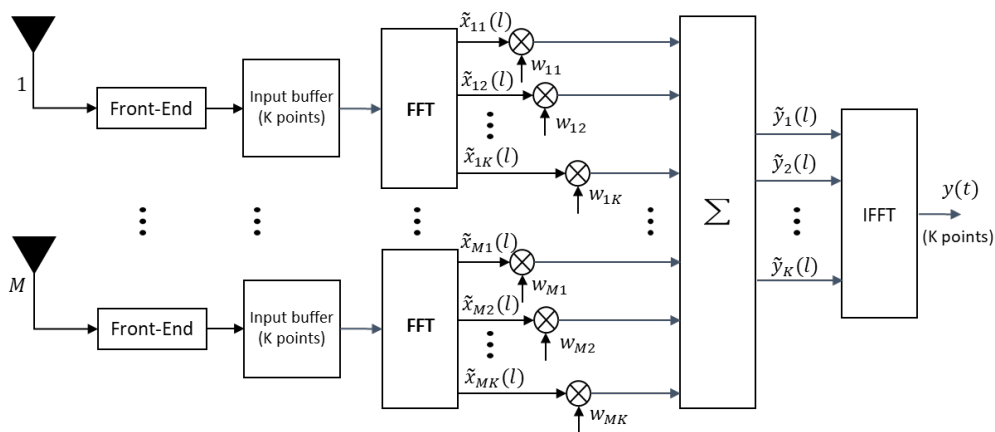 1
Front-End
Input buffer
(K points)
FFT
x̃₁₁(l)
w₁₁
x̃₁₂(l)
w₁₂
x̃₁K(l)
w₁K
M
Front-End
Input buffer
(K points)
FFT
x̃M1(l)
wM1
x̃M2(l)
wM2
x̃MK(l)
wMK
Σ
ỹ₁(l)
ỹ₂(l)
ỹK(l)
IFFT
y(t)
(K points)